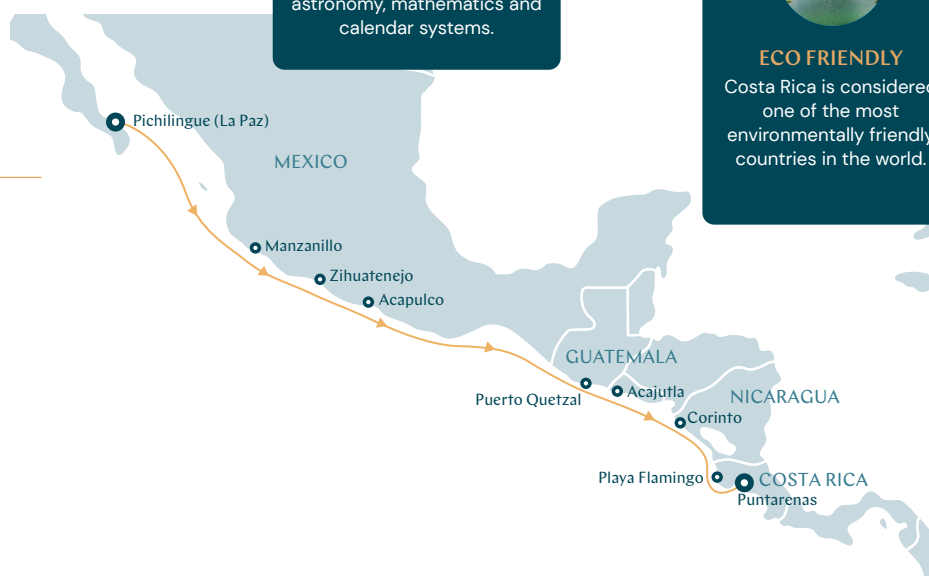 astronomy, mathematics and
calendar systems.
ECO FRIENDLY
Costa Rica is considered
one of the most
environmentally friendly
countries in the world.
Pichilingue (La Paz)
MEXICO
Manzanillo
Zihuatenejo
Acapulco
GUATEMALA
Puerto Quetzal
Acajutla
NICARAGUA
Corinto
Playa Flamingo
COSTA RICA
Puntarenas